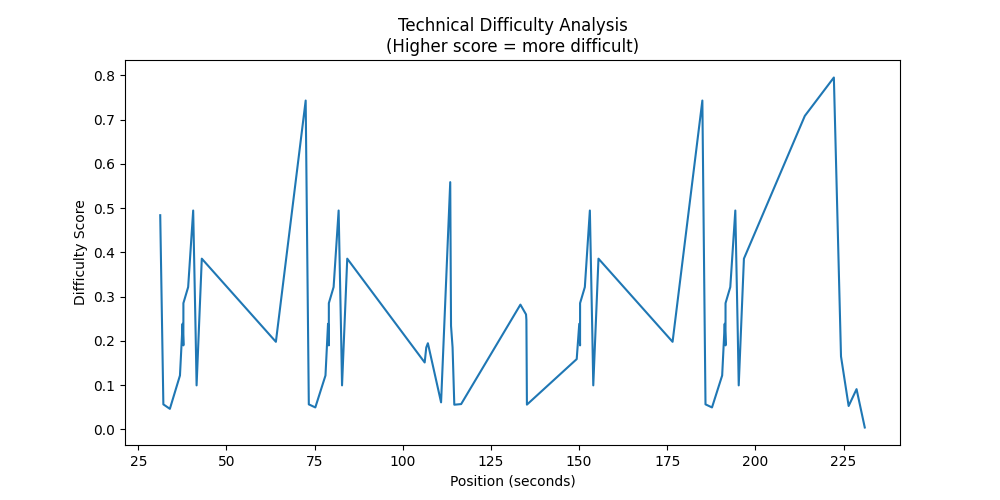 Technical Difficulty Analysis
(Higher score = more difficult)
Difficulty Score
0.8
0.7
0.6
0.5
0.4
0.3
0.2
0.1
0.0
25 50 75 100 125 150 175 200 225
Position (seconds)